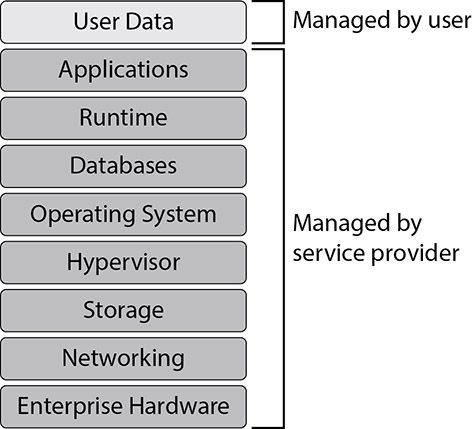 User Data
Managed by user
Applications
Runtime
Databases
Operating System
Managed by
service provider
Hypervisor
Storage
Networking
Enterprise Hardware